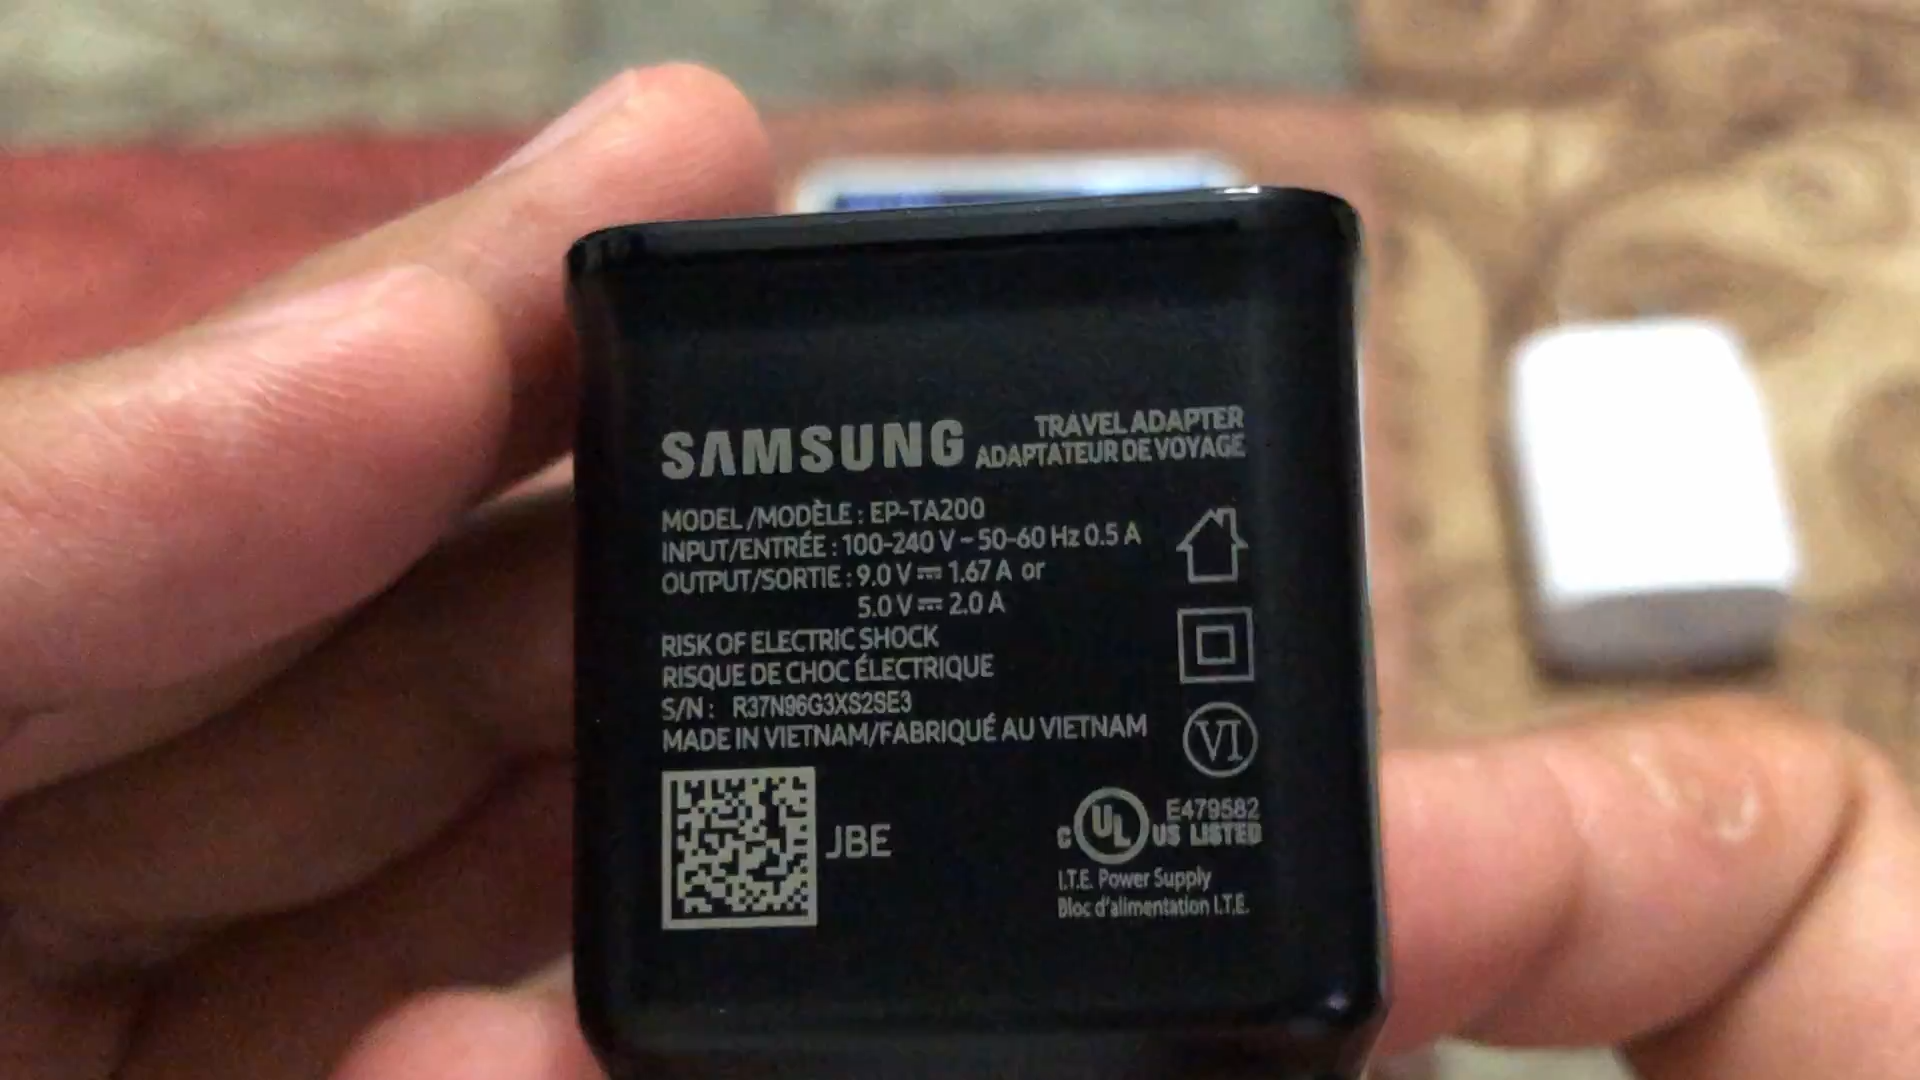 SAMSUNG
TRAVEL ADAPTER
ADAPTATEUR DE VOYAGE
MODEL/MODÈLE : EP-TA200
INPUT/ENTRÉE : 100-240 V ~ 50-60 Hz 0.5 A
OUTPUT/SORTIE : 9.0 V ⎓ 1.67 A or
5.0 V ⎓ 2.0 A
RISK OF ELECTRIC SHOCK
RISQUE DE CHOC ÉLECTRIQUE
S/N : R37N96G3XS2SE3
MADE IN VIETNAM/FABRIQUÉ AU VIETNAM
VI
JBE
C UL US LISTED
E479582
I.T.E. Power Supply
Bloc d'alimentation I.T.E.